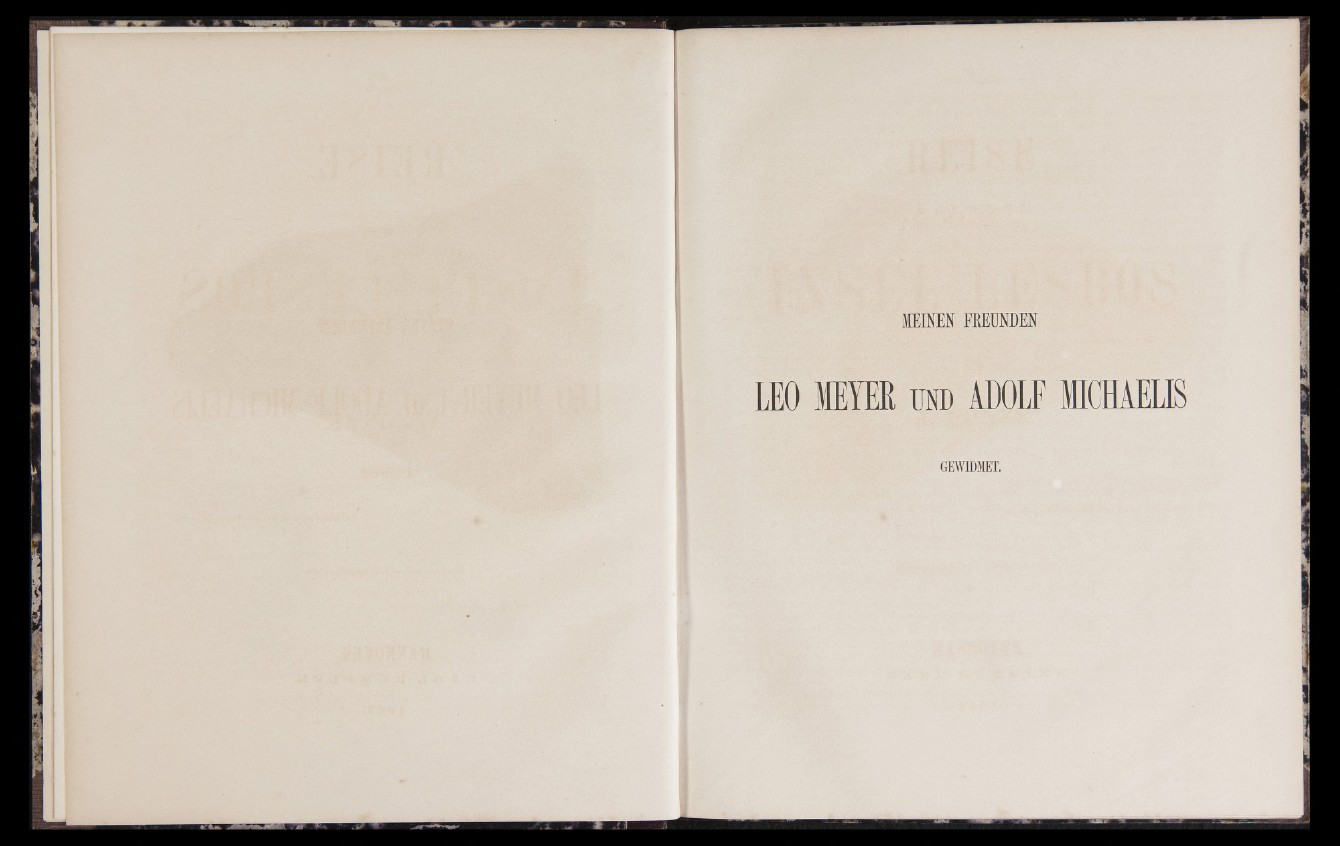 MEINEN FREUNDEN
LEO MEYER UND ADOLF MICHAELIS
GEWIDMET.